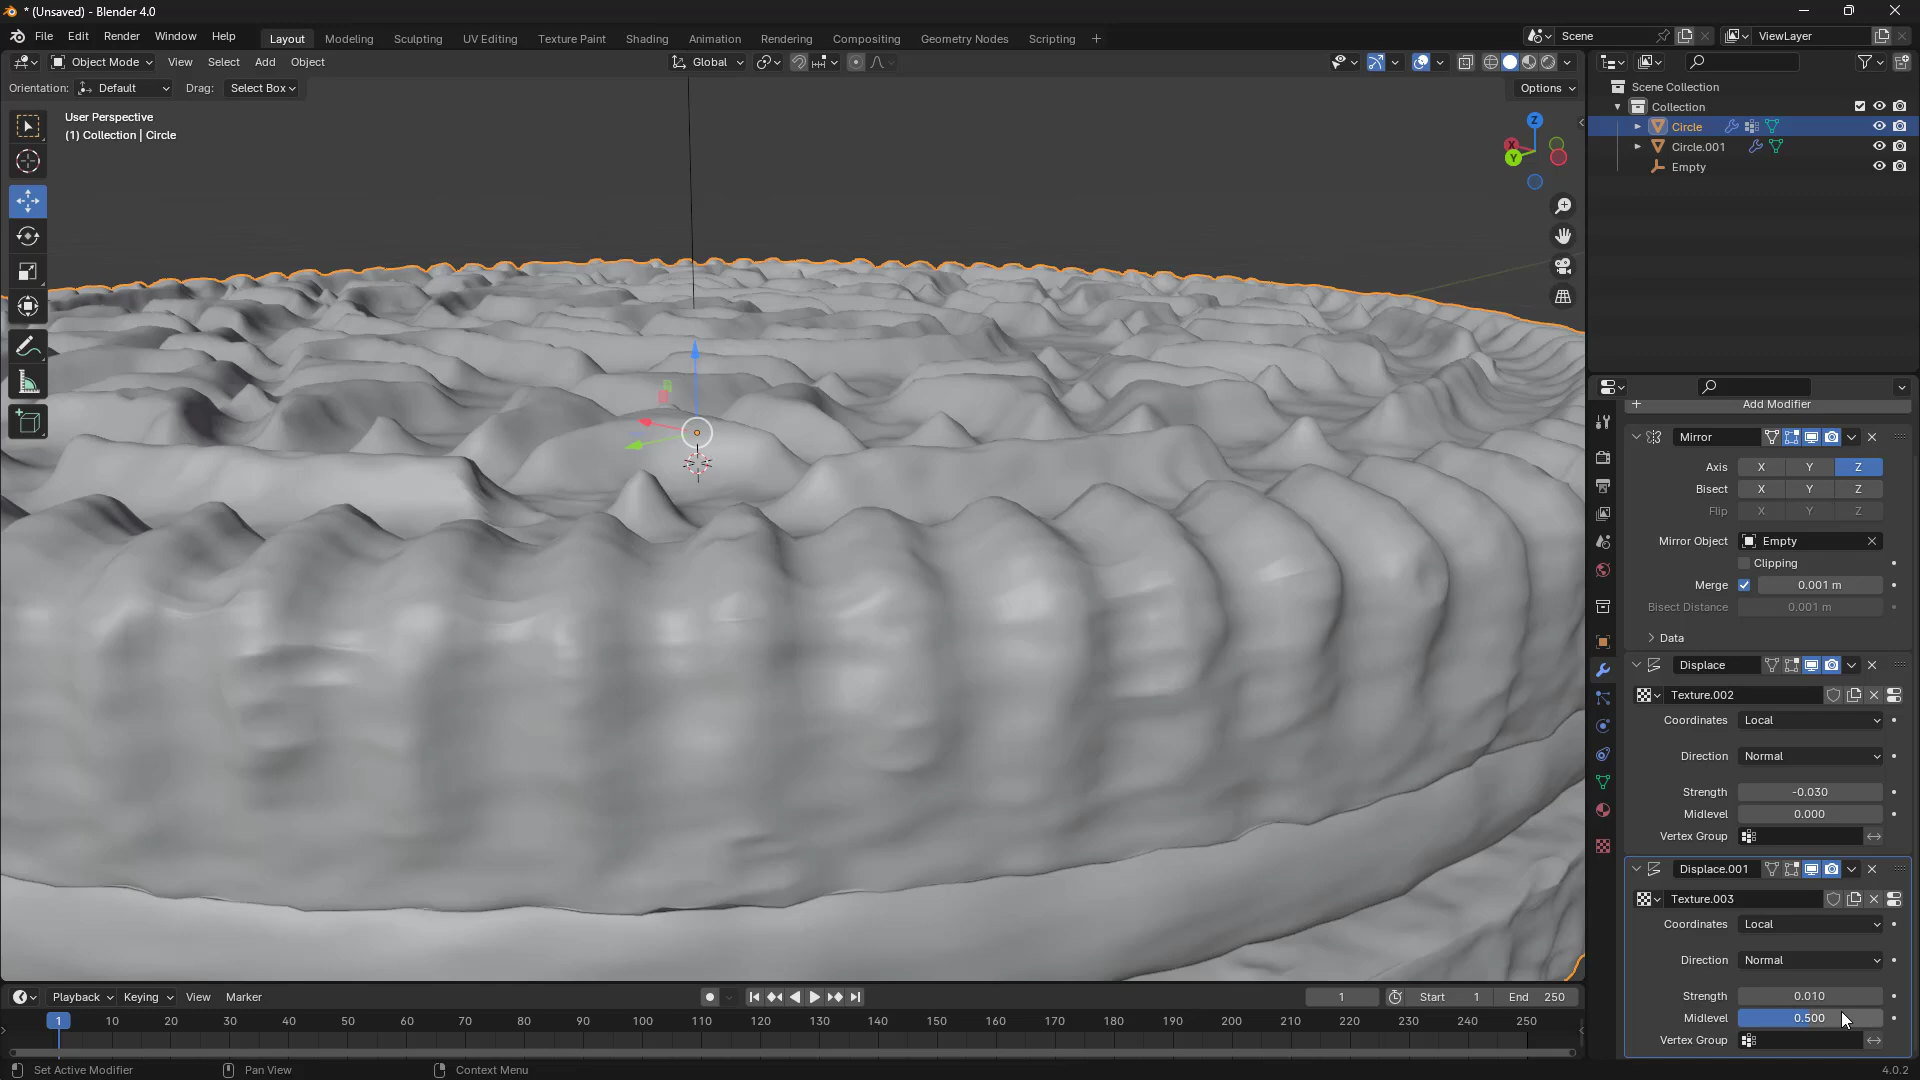 * (Unsaved) - Blender 4.0
File Edit Render Window Help
Layout Modeling Sculpting UV Editing Texture Paint Shading Animation Rendering Compositing Geometry Nodes Scripting +
Scene
ViewLayer
Object Mode View Select Add Object
Global
Orientation: Default Drag: Select Box
Options
User Perspective
(1) Collection | Circle
Z
X
Y
Scene Collection
Collection
Circle
Circle.001
Empty
Add Modifier
Mirror
Axis X Y Z
Bisect X Y Z
Flip X Y Z
Mirror Object Empty
Clipping
Merge 0.001 m
Bisect Distance 0.001 m
Data
Displace
Texture.002
Coordinates Local
Direction Normal
Strength -0.030
Midlevel 0.000
Vertex Group
Displace.001
Texture.003
Coordinates Local
Direction Normal
Strength 0.010
Midlevel 0.500
Vertex Group
Playback Keying View Marker
1 Start 1 End 250
1 10 20 30 40 50 60 70 80 90 100 110 120 130 140 150 160 170 180 190 200 210 220 230 240 250
Set Active Modifier Pan View Context Menu
4.0.2